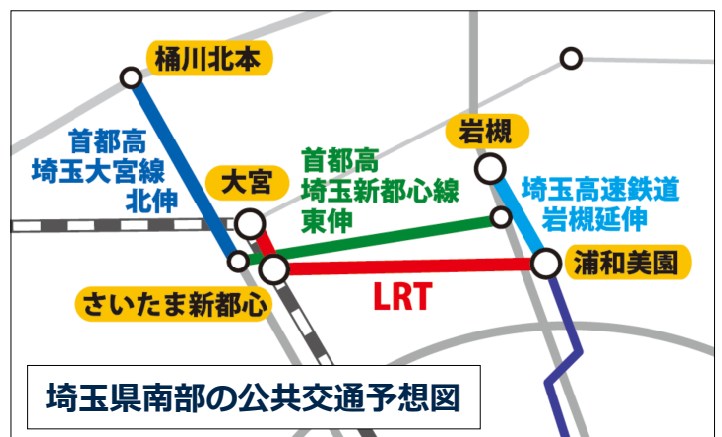 桶川北本
首都高
埼玉大宮線
北伸
大宮
首都高
埼玉新都心線
東伸
岩槻
埼玉高速鉄道
岩槻延伸
さいたま新都心
LRT
浦和美園
埼玉県南部の公共交通予想図